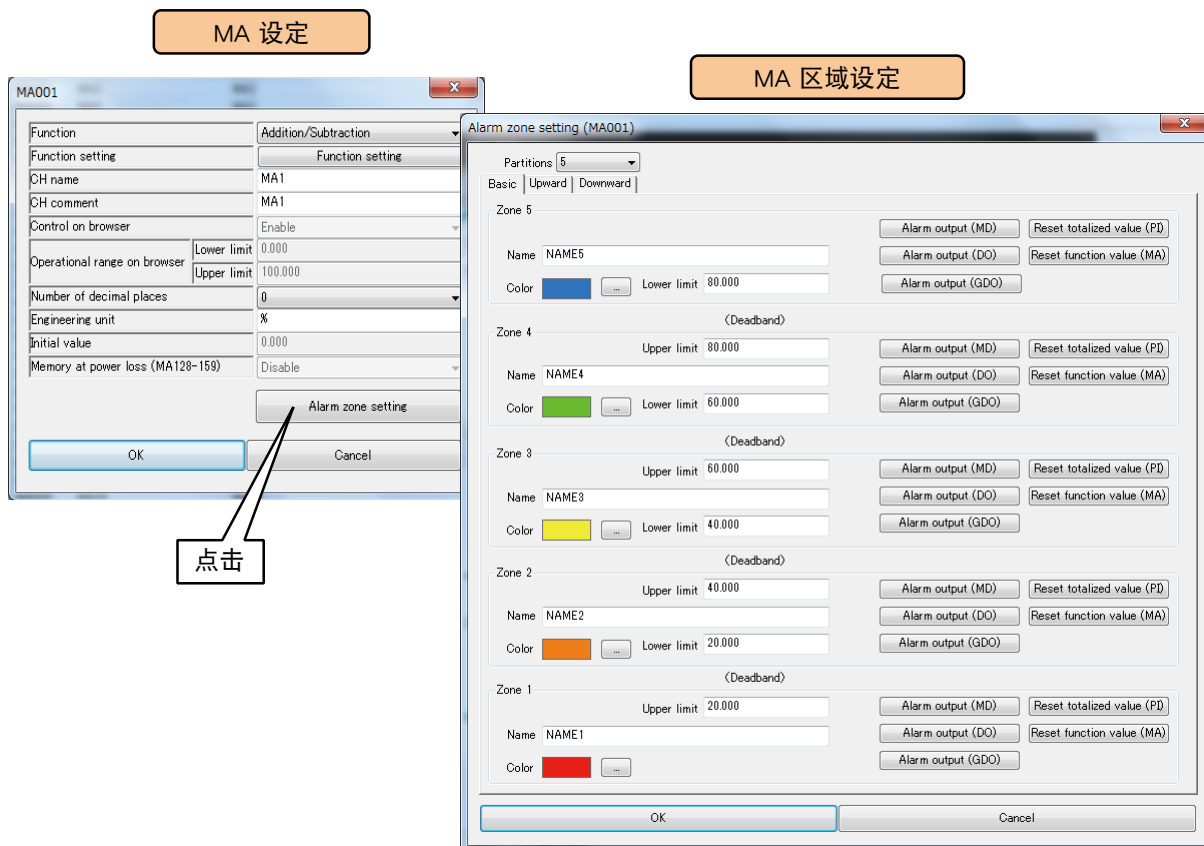 MA 设定
MA 区域设定
MA001
Function Addition/Subtraction
Function setting Function setting
CH name MA1
CH comment MA1
Control on browser Enable
Operational range on browser Lower limit 0.000
Upper limit 100.000
Number of decimal places 0
Engineering unit %
Initial value 0.000
Memory at power loss (MA128-159) Disable
Alarm zone setting
OK Cancel
点击
Alarm zone setting (MA001)
Partitions 5
Basic Upward Downward
Zone 5
Alarm output (MD) Reset totalized value (PI)
Name NAME5 Alarm output (DO) Reset function value (MA)
Color ... Lower limit 80.000 Alarm output (GDO)
(Deadband)
Zone 4
Upper limit 80.000 Alarm output (MD) Reset totalized value (PI)
Name NAME4 Alarm output (DO) Reset function value (MA)
Color ... Lower limit 60.000 Alarm output (GDO)
(Deadband)
Zone 3
Upper limit 60.000 Alarm output (MD) Reset totalized value (PI)
Name NAME3 Alarm output (DO) Reset function value (MA)
Color ... Lower limit 40.000 Alarm output (GDO)
(Deadband)
Zone 2
Upper limit 40.000 Alarm output (MD) Reset totalized value (PI)
Name NAME2 Alarm output (DO) Reset function value (MA)
Color ... Lower limit 20.000 Alarm output (GDO)
(Deadband)
Zone 1
Upper limit 20.000 Alarm output (MD) Reset totalized value (PI)
Name NAME1 Alarm output (DO) Reset function value (MA)
Color ... Alarm output (GDO)
OK Cancel